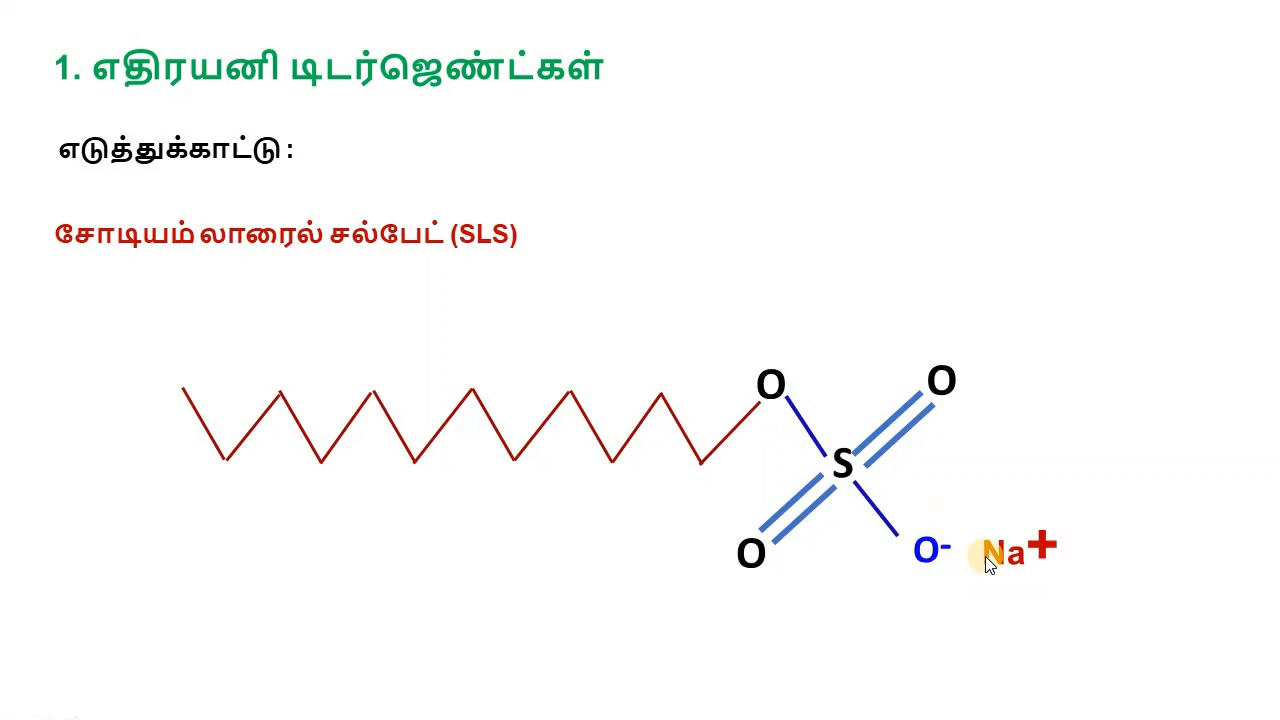 1. எதிரயனி டிடர்ஜெண்ட்கள்
எடுத்துக்காட்டு :
சோடியம் லாரைல் சல்பேட் (SLS)
O O
S
O O- Na+